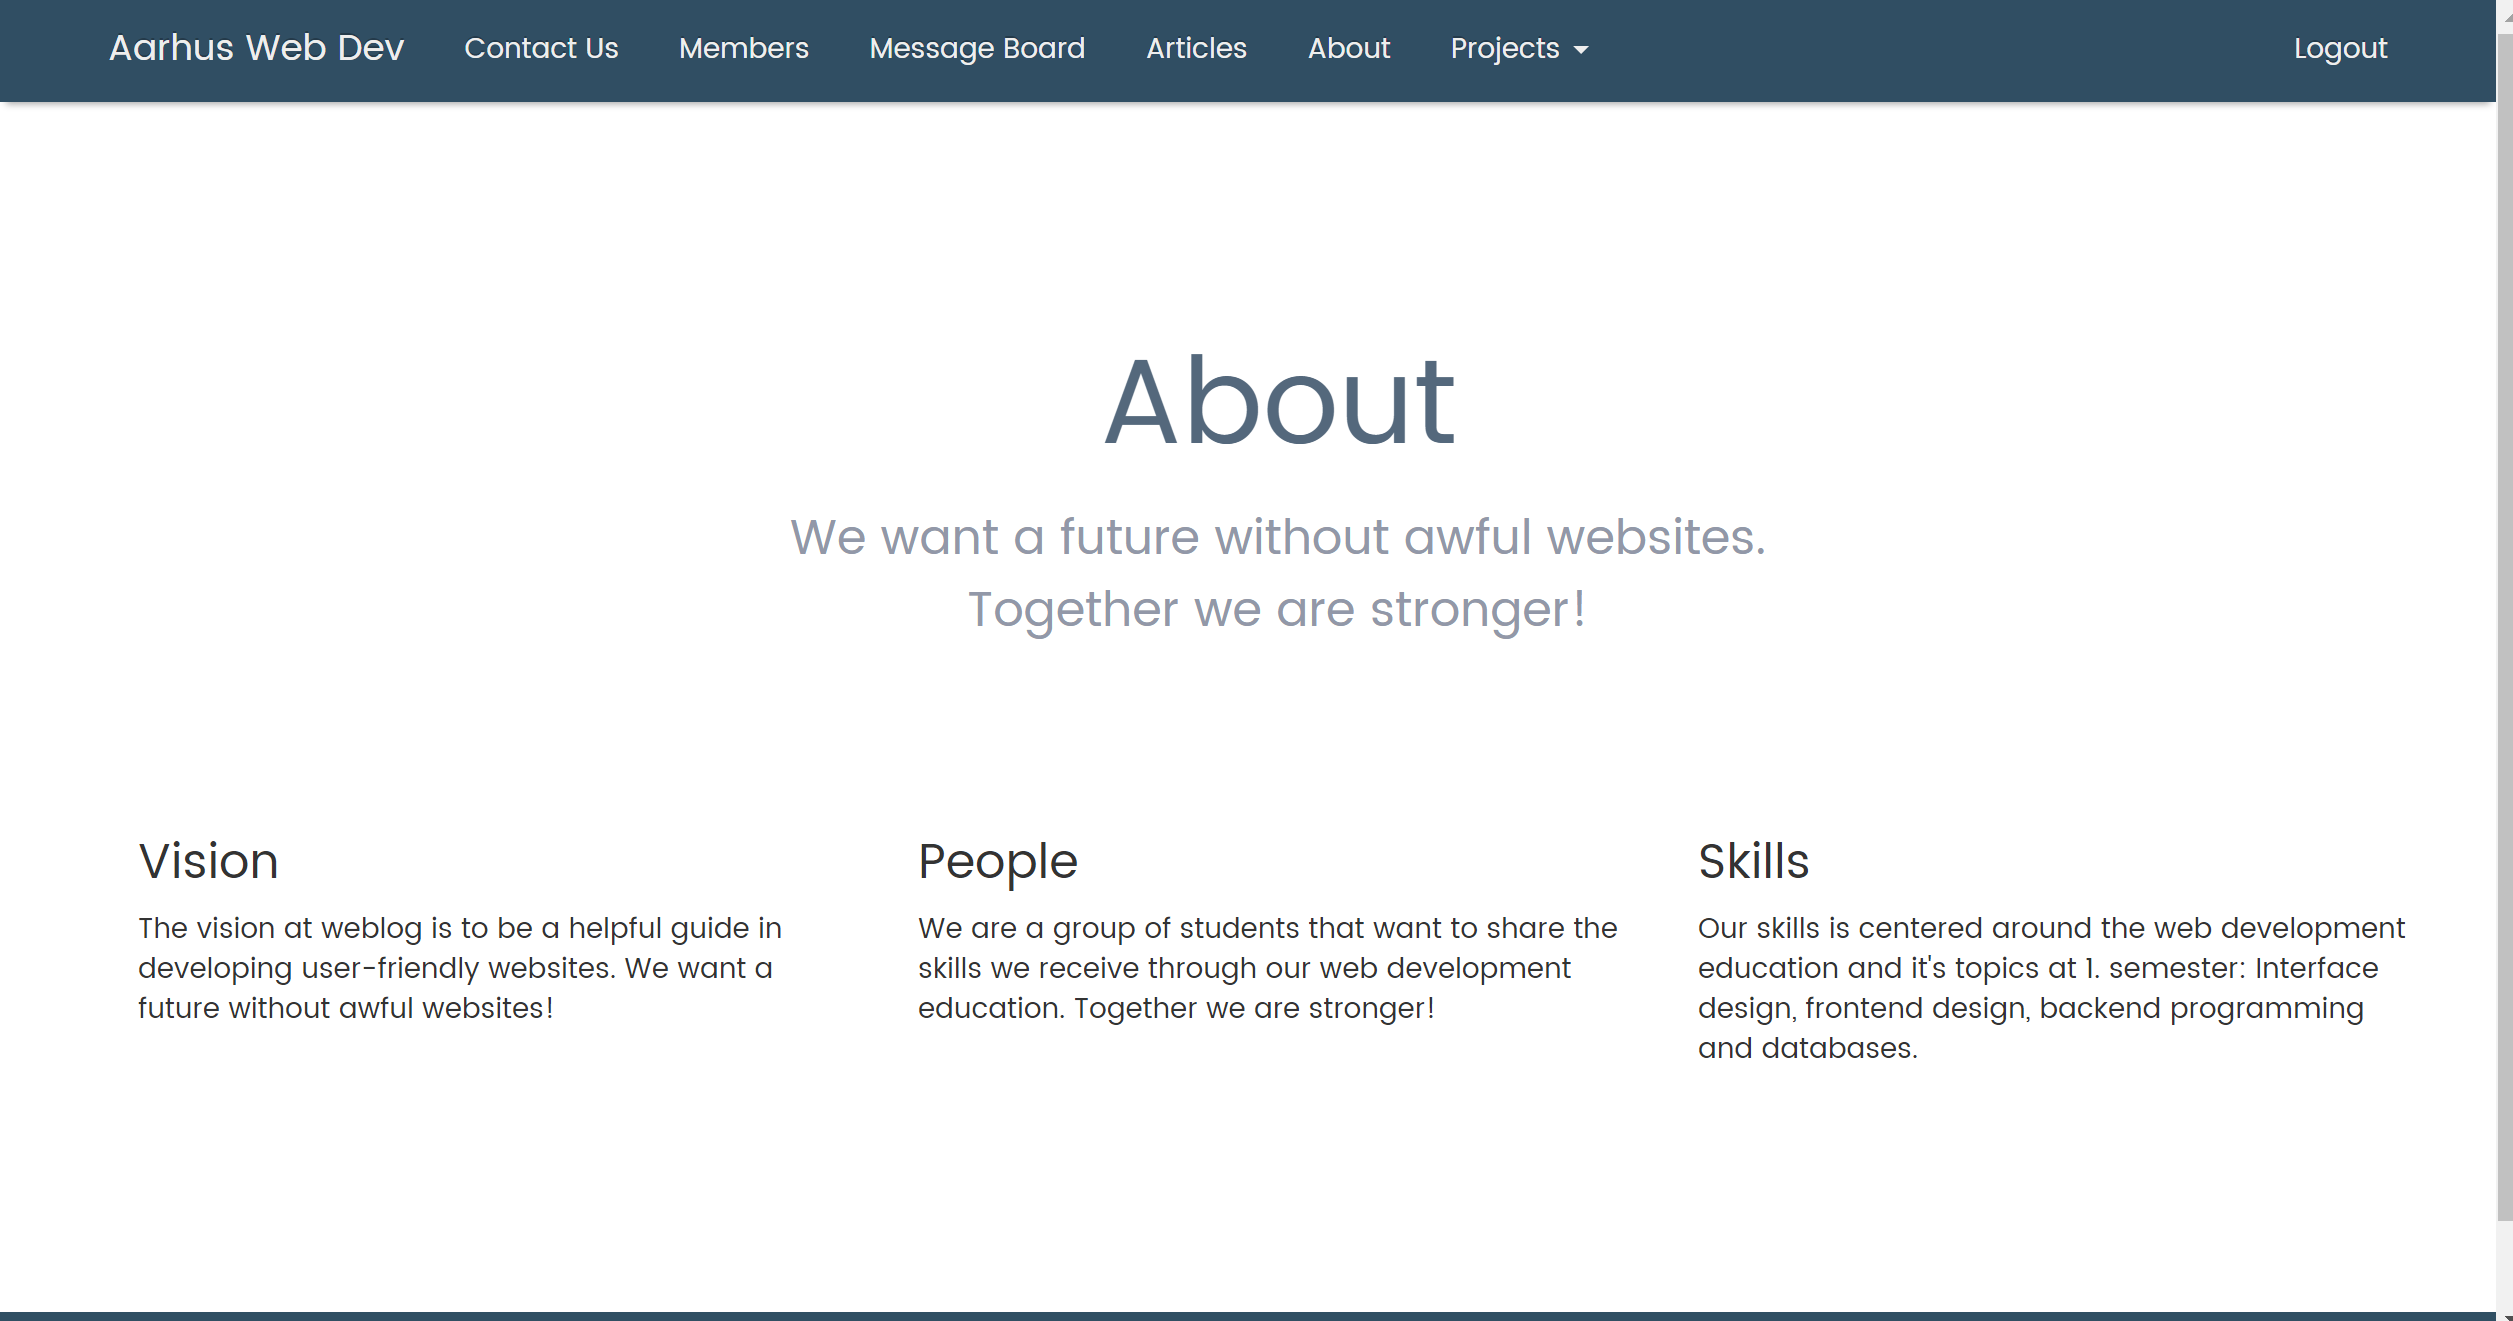 Aarhus Web Dev Contact Us Members Message Board Articles About Projects Logout
About
We want a future without awful websites.
Together we are stronger!
Vision
The vision at weblog is to be a helpful guide in
developing user-friendly websites. We want a
future without awful websites!
People
We are a group of students that want to share the
skills we receive through our web development
education. Together we are stronger!
Skills
Our skills is centered around the web development
education and it's topics at 1. semester: Interface
design, frontend design, backend programming
and databases.